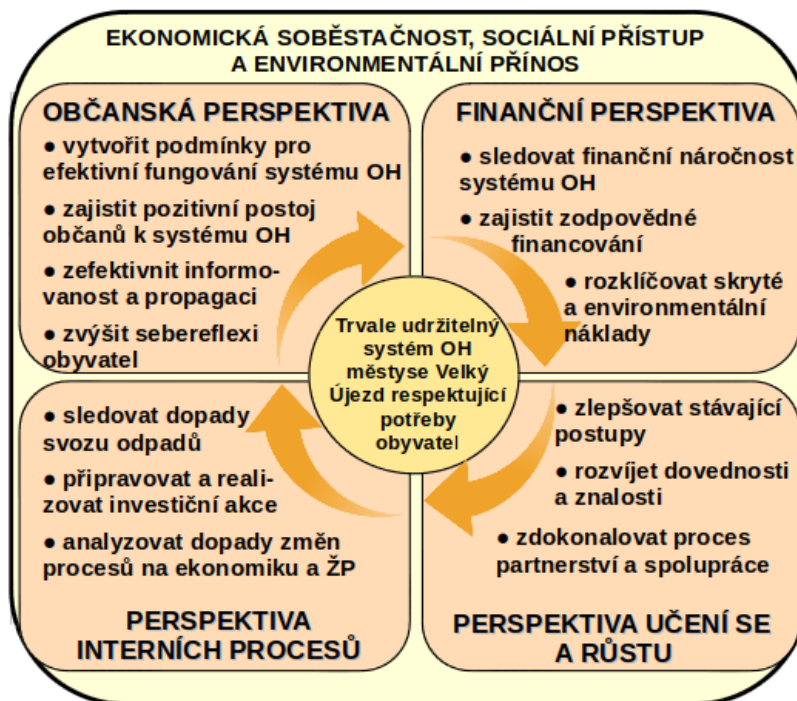 EKONOMICKÁ SOBĚSTAČNOST, SOCIÁLNÍ PŘÍSTUP
A ENVIRONMENTÁLNÍ PŘÍNOS
OBČANSKÁ PERSPEKTIVA
● vytvořit podmínky pro
efektivní fungování systému OH
● zajistit pozitivní postoj
občanů k systému OH
● zefektivnit informo-
vanost a propagaci
● zvýšit sebereflexi
obyvatel
FINANČNÍ PERSPEKTIVA
● sledovat finanční náročnost
systému OH
● zajistit zodpovědné
financování
● rozklíčovat skryté
a environmentální
náklady
Trvale udržitelný
systém OH
městyse Velký
Újezd respektující
potřeby
obyvatel
● sledovat dopady
svozu odpadů
● připravovat a reali-
zovat investiční akce
● analyzovat dopady změn
procesů na ekonomiku a ŽP
PERSPEKTIVA
INTERNÍCH PROCESŮ
● zlepšovat stávající
postupy
● rozvíjet dovednosti
a znalosti
● zdokonalovat proces
partnerství a spolupráce
PERSPEKTIVA UČENÍ SE
A RŮSTU